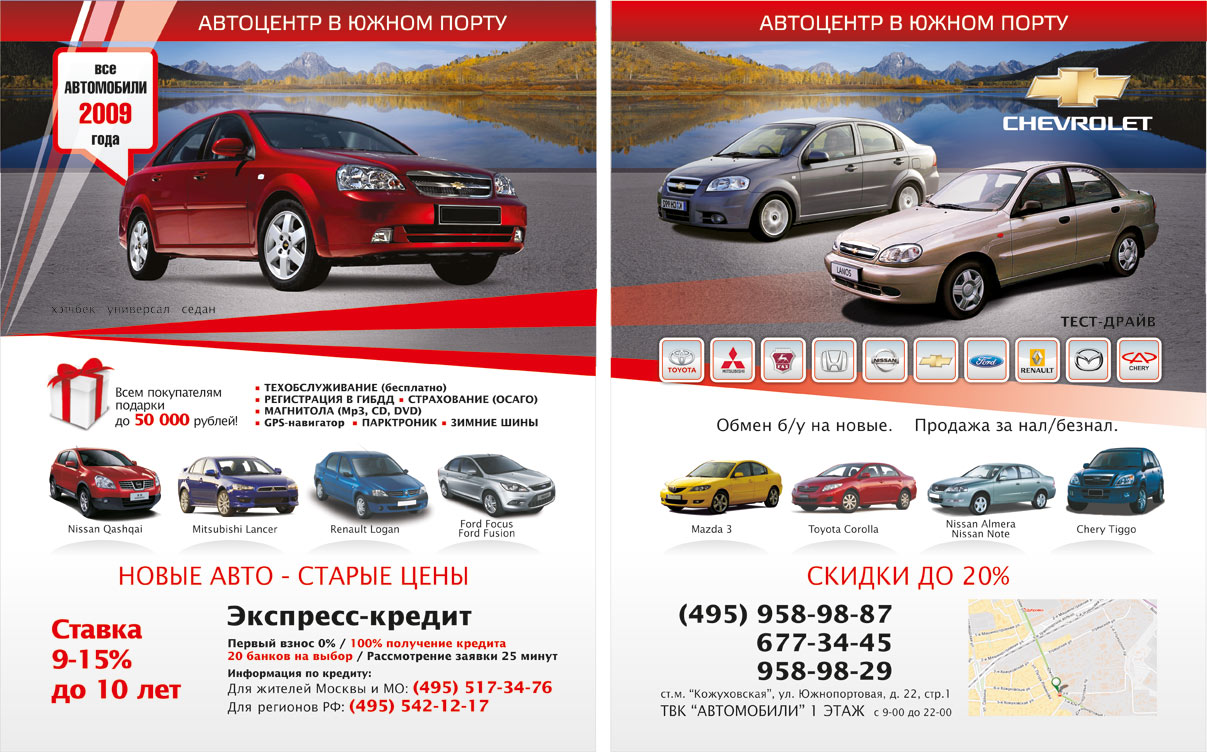 АВТОЦЕНТР В ЮЖНОМ ПОРТУ
все
АВТОМОБИЛИ
2009
года
хэтчбек универсал седан
Всем покупателям
подарки
до 50 000 рублей!
ТЕХОБСЛУЖИВАНИЕ (бесплатно)
РЕГИСТРАЦИЯ В ГИБДД ▪ СТРАХОВАНИЕ (ОСАГО)
МАГНИТОЛА (Mp3, CD, DVD)
GPS-навигатор ▪ ПАРКТРОНИК ▪ ЗИМНИЕ ШИНЫ
Nissan Qashqai
Mitsubishi Lancer
Renault Logan
Ford Focus
Ford Fusion
НОВЫЕ АВТО - СТАРЫЕ ЦЕНЫ
Ставка
9-15%
до 10 лет
Экспресс-кредит
Первый взнос 0% / 100% получение кредита
20 банков на выбор / Рассмотрение заявки 25 минут
Информация по кредиту:
Для жителей Москвы и МО: (495) 517-34-76
Для регионов РФ: (495) 542-12-17
АВТОЦЕНТР В ЮЖНОМ ПОРТУ
CHEVROLET
LANOS
ТЕСТ-ДРАЙВ
TOYOTA
MITSUBISHI
ГАЗ
HONDA
NISSAN
Ford
RENAULT
CHERY
Обмен б/у на новые. Продажа за нал/безнал.
Mazda 3
Toyota Corolla
Nissan Almera
Nissan Note
Chery Tiggo
СКИДКИ ДО 20%
(495) 958-98-87
677-34-45
958-98-29
ст.м. “Кожуховская”, ул. Южнопортовая, д. 22, стр.1
ТВК “АВТОМОБИЛИ” 1 ЭТАЖ с 9-00 до 22-00